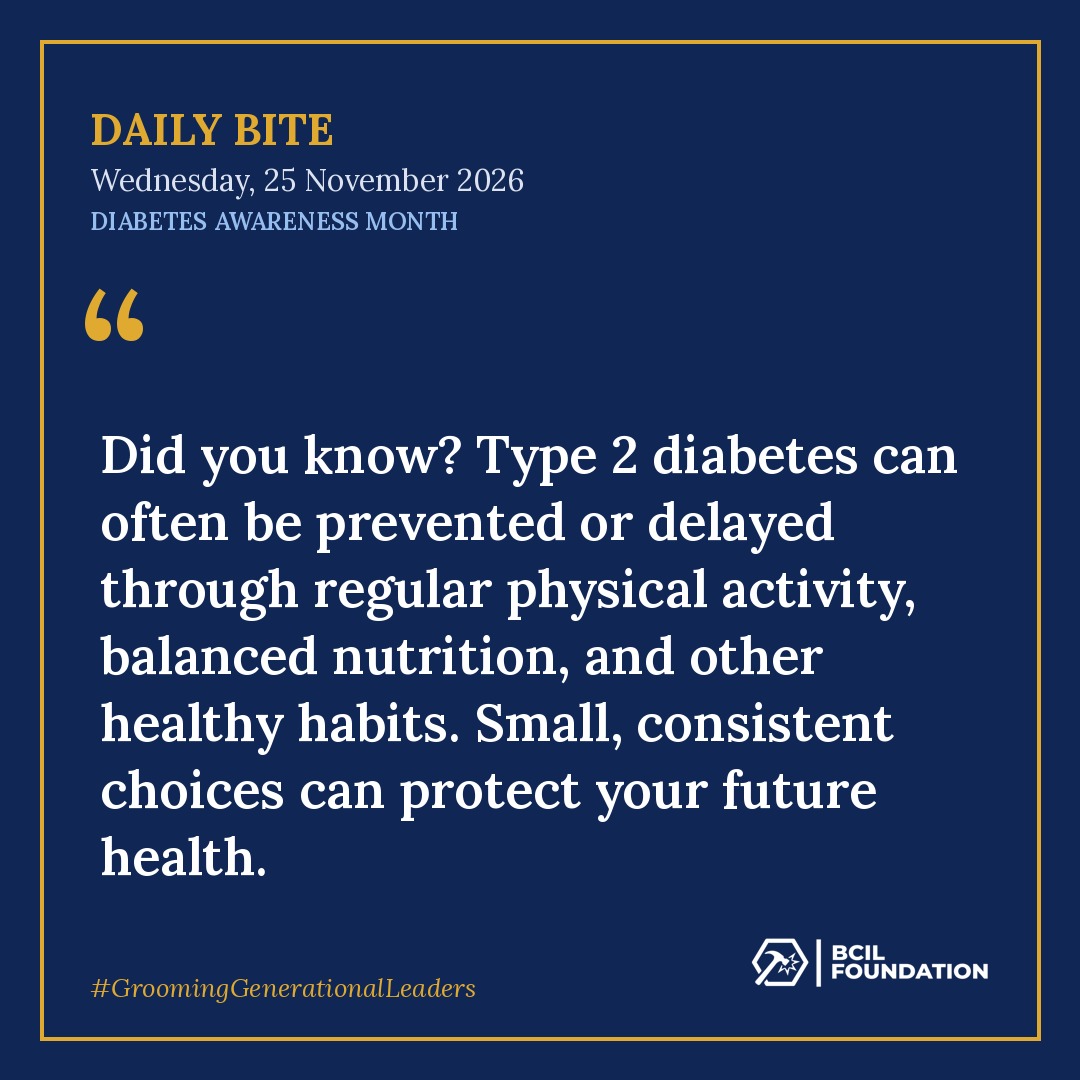 DAILY BITE
Wednesday, 25 November 2026
DIABETES AWARENESS MONTH
“
Did you know? Type 2 diabetes can
often be prevented or delayed
through regular physical activity,
balanced nutrition, and other
healthy habits. Small, consistent
choices can protect your future
health.
#GroomingGenerationalLeaders
BCIL
FOUNDATION